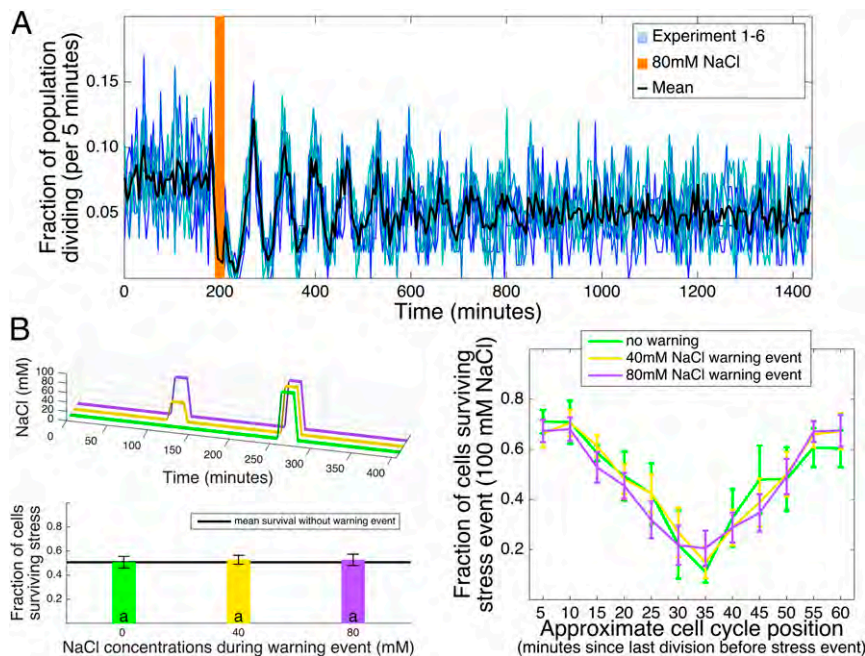 A
Fraction of population
dividing (per 5 minutes)
0.15
0.10
0.05
Experiment 1-6
80mM NaCl
Mean
0 200 400 600 800 1000 1200 1400
Time (minutes)
B
NaCl (mM)
100
80
60
40
20
0
0 50 100 150 200 250 300 350 400
Time (minutes)
Fraction of cells
surviving stress
1.0
0.8
0.6
0.4
0.2
mean survival without warning event
a a a
0 40 80
NaCl concentrations during warning event (mM)
no warning
40mM NaCl warning event
80mM NaCl warning event
Fraction of cells surviving
stress event (100 mM NaCl)
0.8
0.6
0.4
0.2
5 10 15 20 25 30 35 40 45 50 55 60
Approximate cell cycle position
(minutes since last division before stress event)